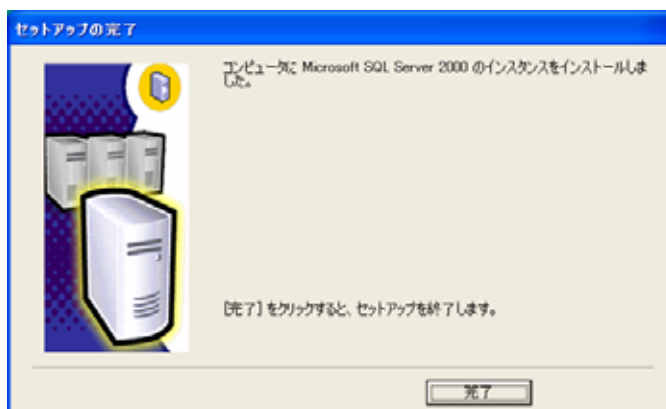 セットアップの完了
コンピュータに Microsoft SQL Server 2000 のインスタンスをインストールしま
した。
[完了] をクリックすると、セットアップを終了します。
完了